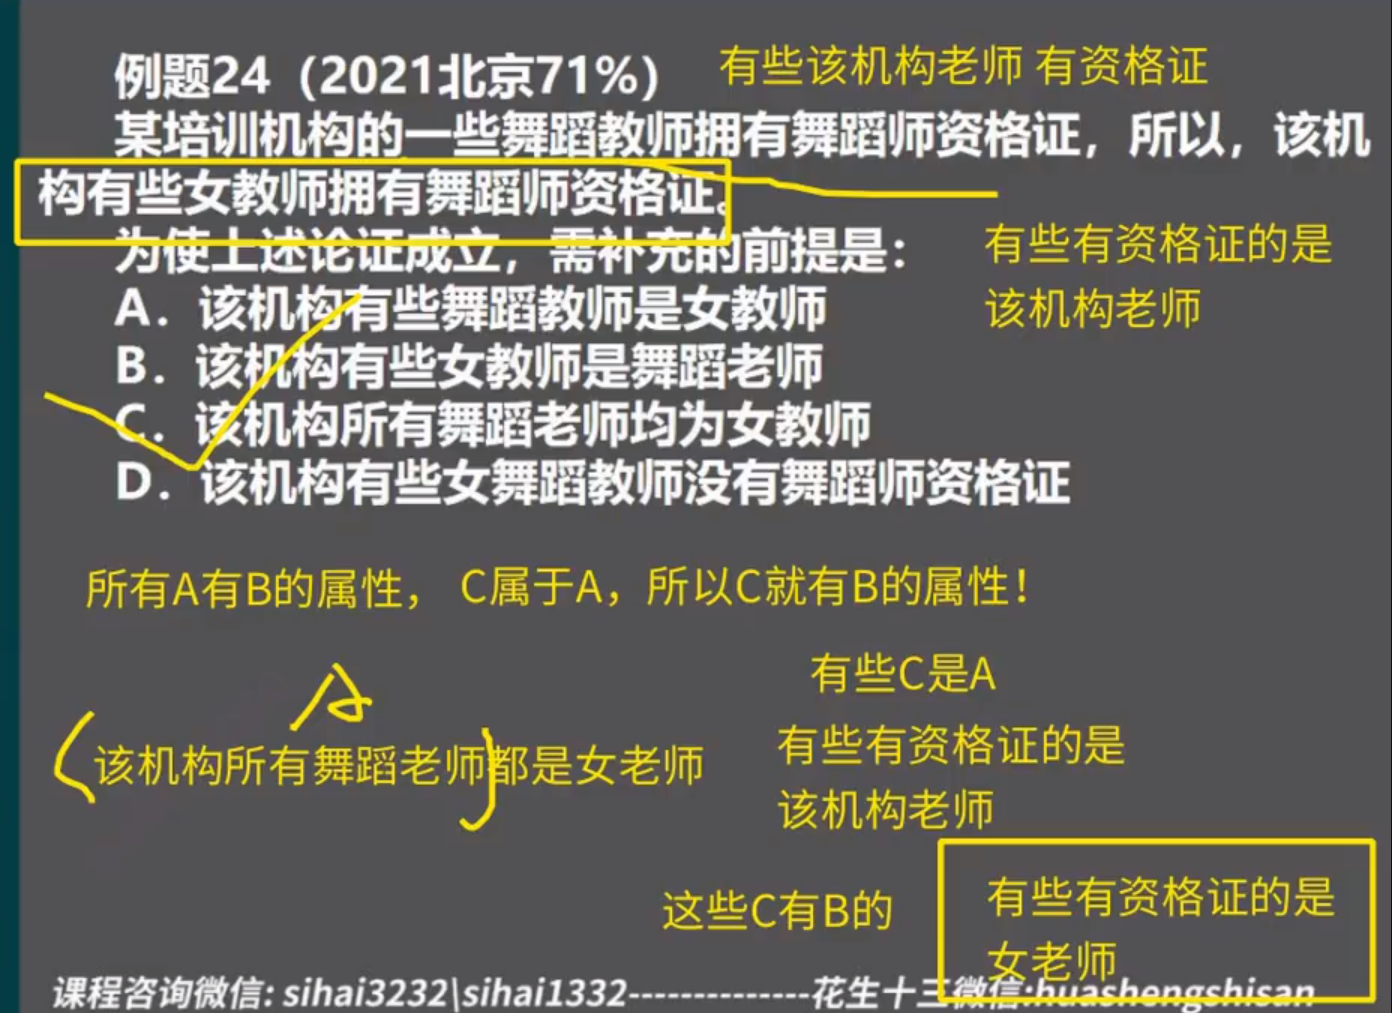 例题24（2021北京71%）
有些该机构老师 有资格证
某培训机构的一些舞蹈教师拥有舞蹈师资格证，所以，该机
构有些女教师拥有舞蹈师资格证。
为使上述论证成立，需补充的前提是：
有些有资格证的是
该机构老师
A．该机构有些舞蹈教师是女教师
B．该机构有些女教师是舞蹈老师
C．该机构所有舞蹈老师均为女教师
D．该机构有些女舞蹈教师没有舞蹈师资格证
所有A有B的属性， C属于A，所以C就有B的属性！
有些C是A
A
(该机构所有舞蹈老师)都是女老师
有些有资格证的是
该机构老师
这些C有B的
有些有资格证的是
女老师
课程咨询微信: sihai3232\sihai1332--------------花生十三微信:huashengshisan